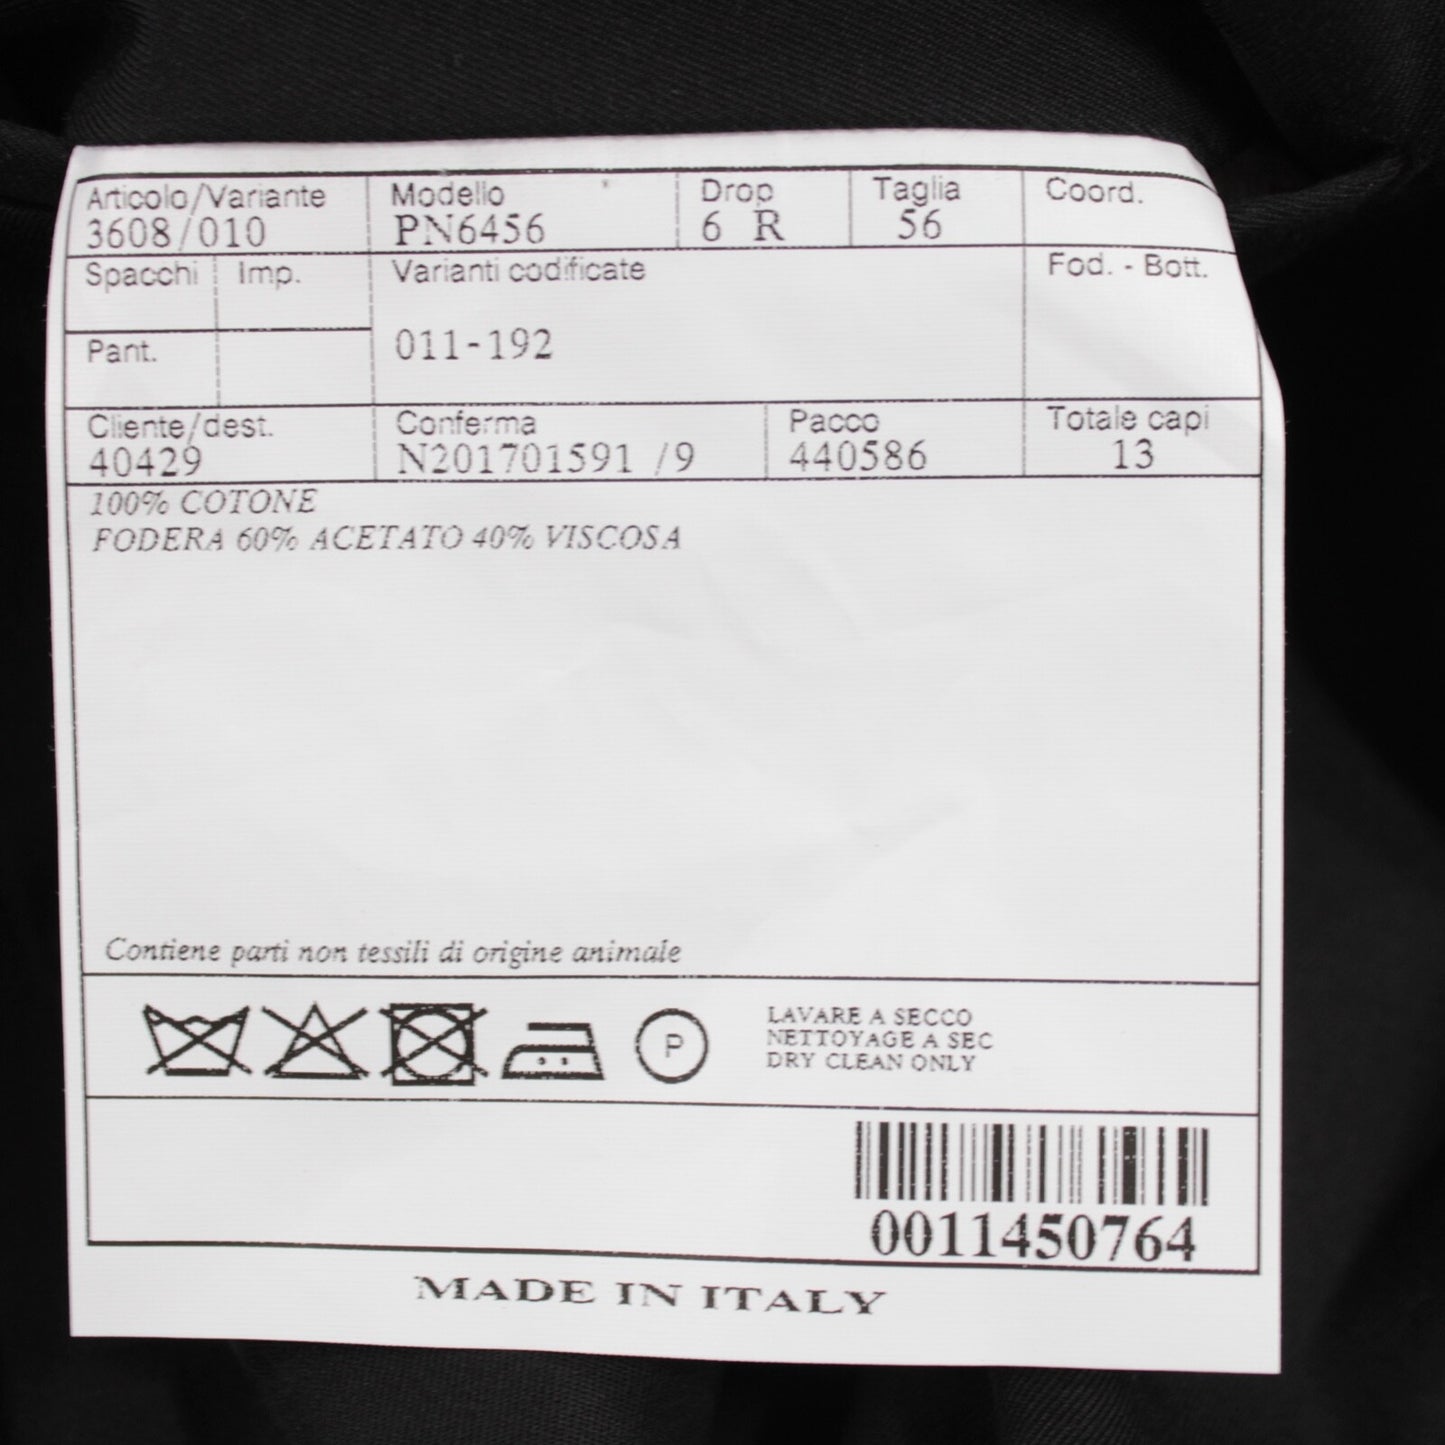 Articolo/Variante Modello Drop Taglia Coord.
3608/010 PN6456 6 R 56
Spacchi Imp. Varianti codificate Fod. - Bott.
Pant. 011-192
Cliente/dest. Conferma Pacco Totale capi
40429 N201701591 /9 440586 13
100% COTONE
FODERA 60% ACETATO 40% VISCOSA
Contiene parti non tessili di origine animale
P
LAVARE A SECCO
NETTOYAGE A SEC
DRY CLEAN ONLY
0011450764
MADE IN ITALY